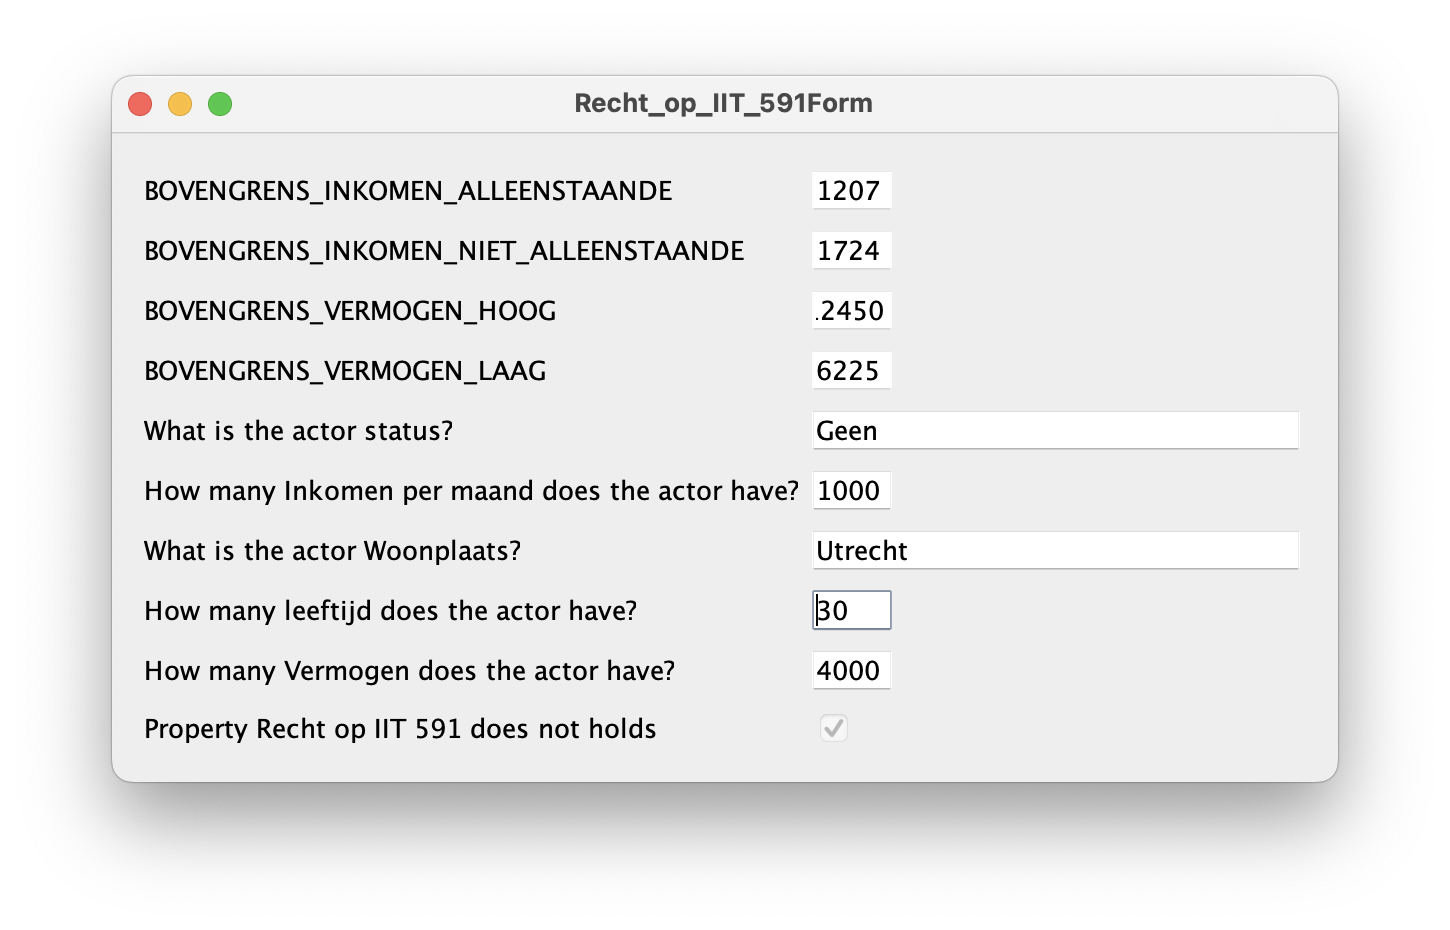 Recht_op_IIT_591Form
BOVENGRENS_INKOMEN_ALLEENSTAANDE 1207
BOVENGRENS_INKOMEN_NIET_ALLEENSTAANDE 1724
BOVENGRENS_VERMOGEN_HOOG .2450
BOVENGRENS_VERMOGEN_LAAG 6225
What is the actor status? Geen
How many Inkomen per maand does the actor have? 1000
What is the actor Woonplaats? Utrecht
How many leeftijd does the actor have? 30
How many Vermogen does the actor have? 4000
Property Recht op IIT 591 does not holds